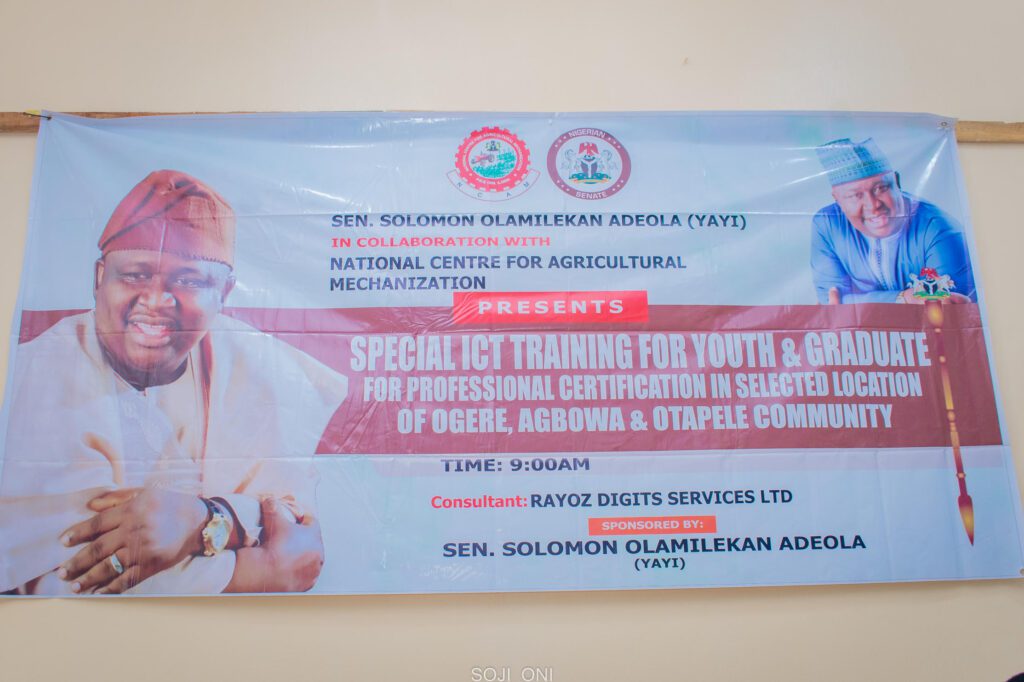 NIGERIAN
SENATE
SEN. SOLOMON OLAMILEKAN ADEOLA (YAYI)
IN COLLABORATION WITH
NATIONAL CENTRE FOR AGRICULTURAL
MECHANIZATION
PRESENTS
SPECIAL ICT TRAINING FOR YOUTH & GRADUATE
FOR PROFESSIONAL CERTIFICATION IN SELECTED LOCATION
OF OGERE, AGBOWA & OTAPELE COMMUNITY
TIME: 9:00AM
Consultant: RAYOZ DIGITS SERVICES LTD
SPONSORED BY:
SEN. SOLOMON OLAMILEKAN ADEOLA
(YAYI)
SOJI ONI